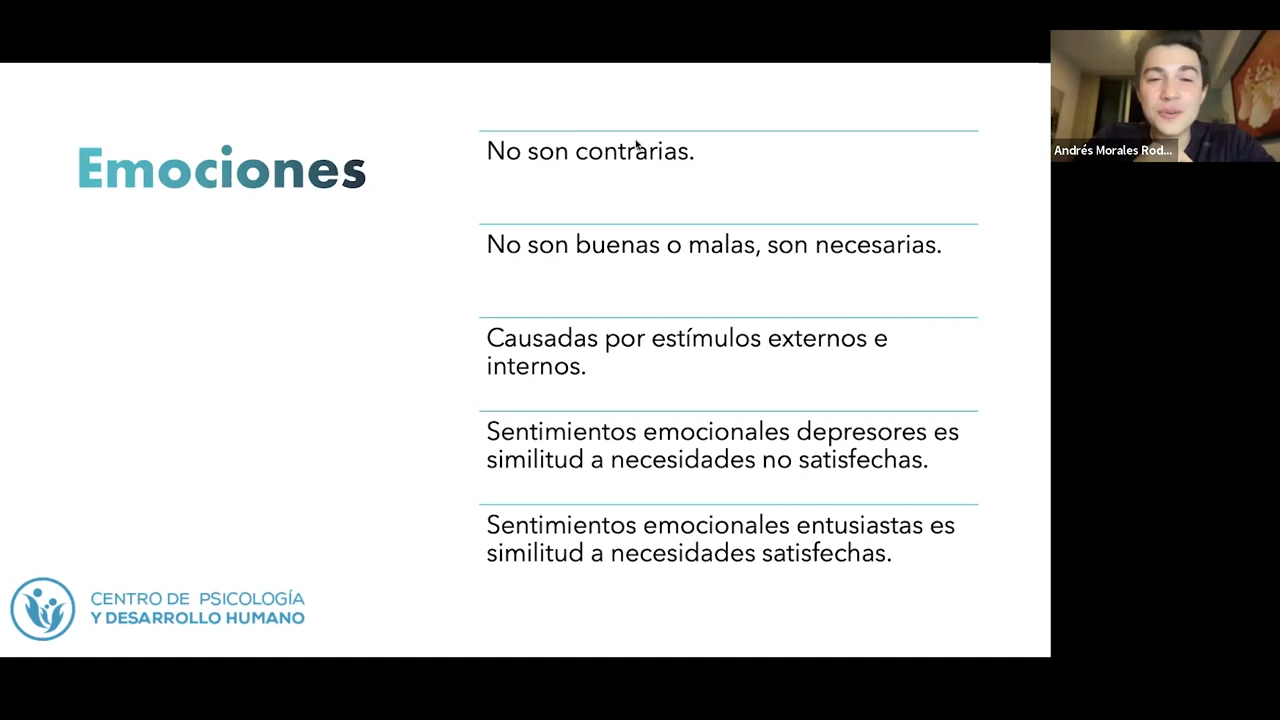 Emociones
No son contrarias.
No son buenas o malas, son necesarias.
Causadas por estímulos externos e
internos.
Sentimientos emocionales depresores es
similitud a necesidades no satisfechas.
Sentimientos emocionales entusiastas es
similitud a necesidades satisfechas.
CENTRO DE PSICOLOGÍA
Y DESARROLLO HUMANO
Andrés Morales Rod...